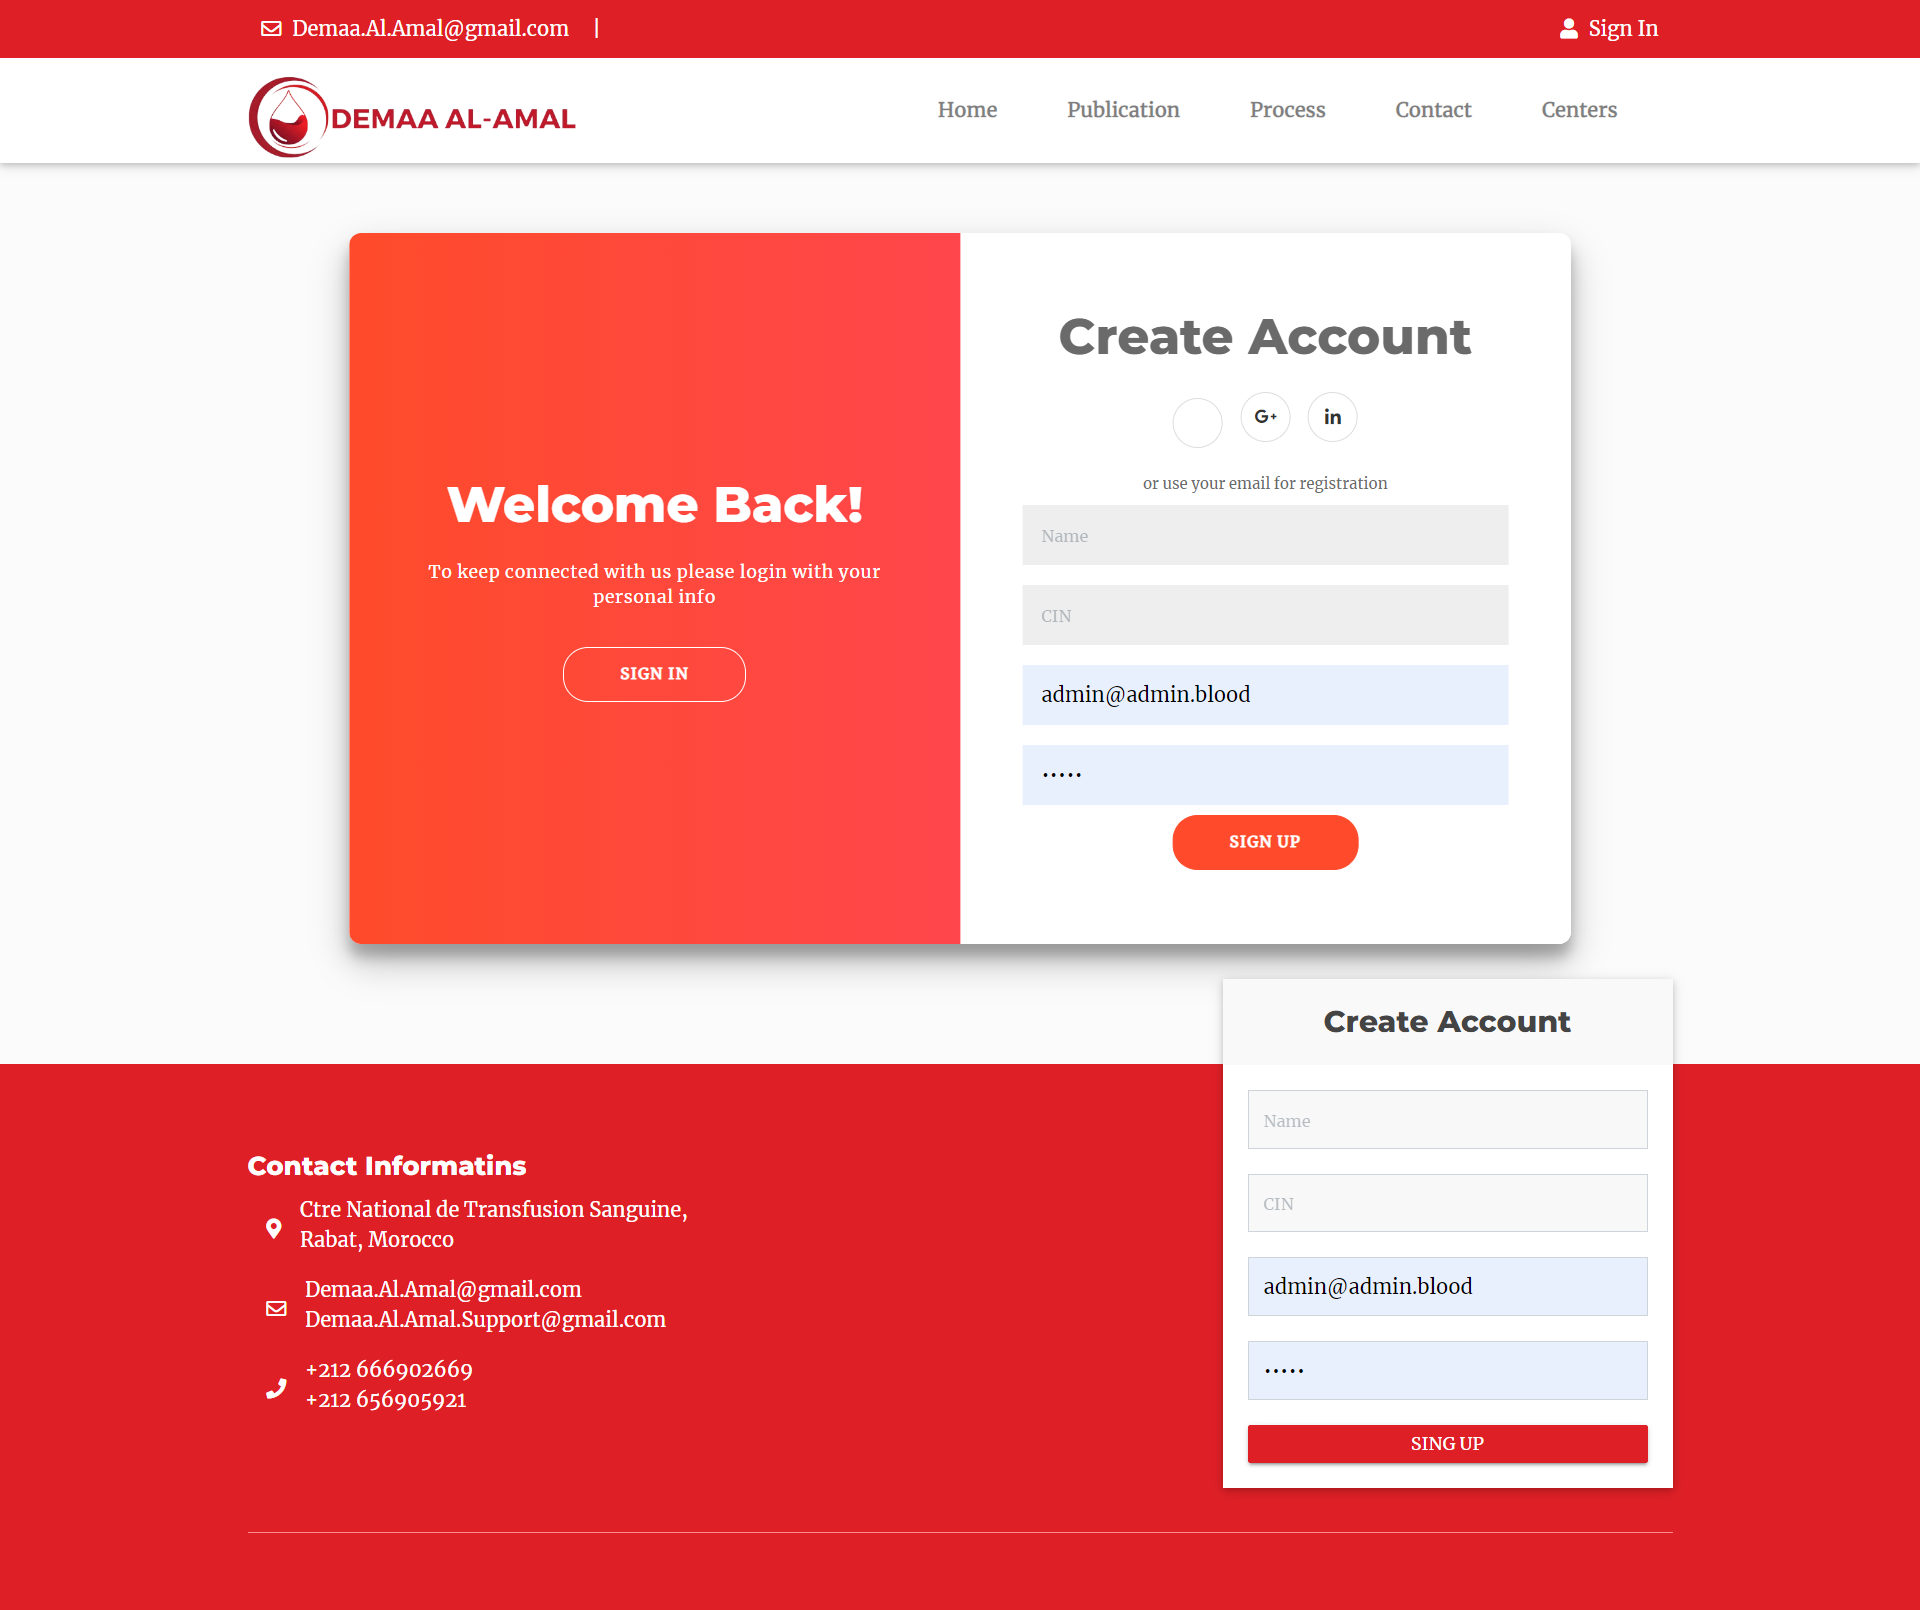 Demaa.Al.Amal@gmail.com |
Sign In
DEMAA AL-AMAL
Home Publication Process Contact Centers
Welcome Back!
To keep connected with us please login with your
personal info
SIGN IN
Create Account
G+ in
or use your email for registration
Name
CIN
admin@admin.blood
•••••
SIGN UP
Create Account
Name
CIN
admin@admin.blood
•••••
SING UP
Contact Informatins
Ctre National de Transfusion Sanguine,
Rabat, Morocco
Demaa.Al.Amal@gmail.com
Demaa.Al.Amal.Support@gmail.com
+212 666902669
+212 656905921